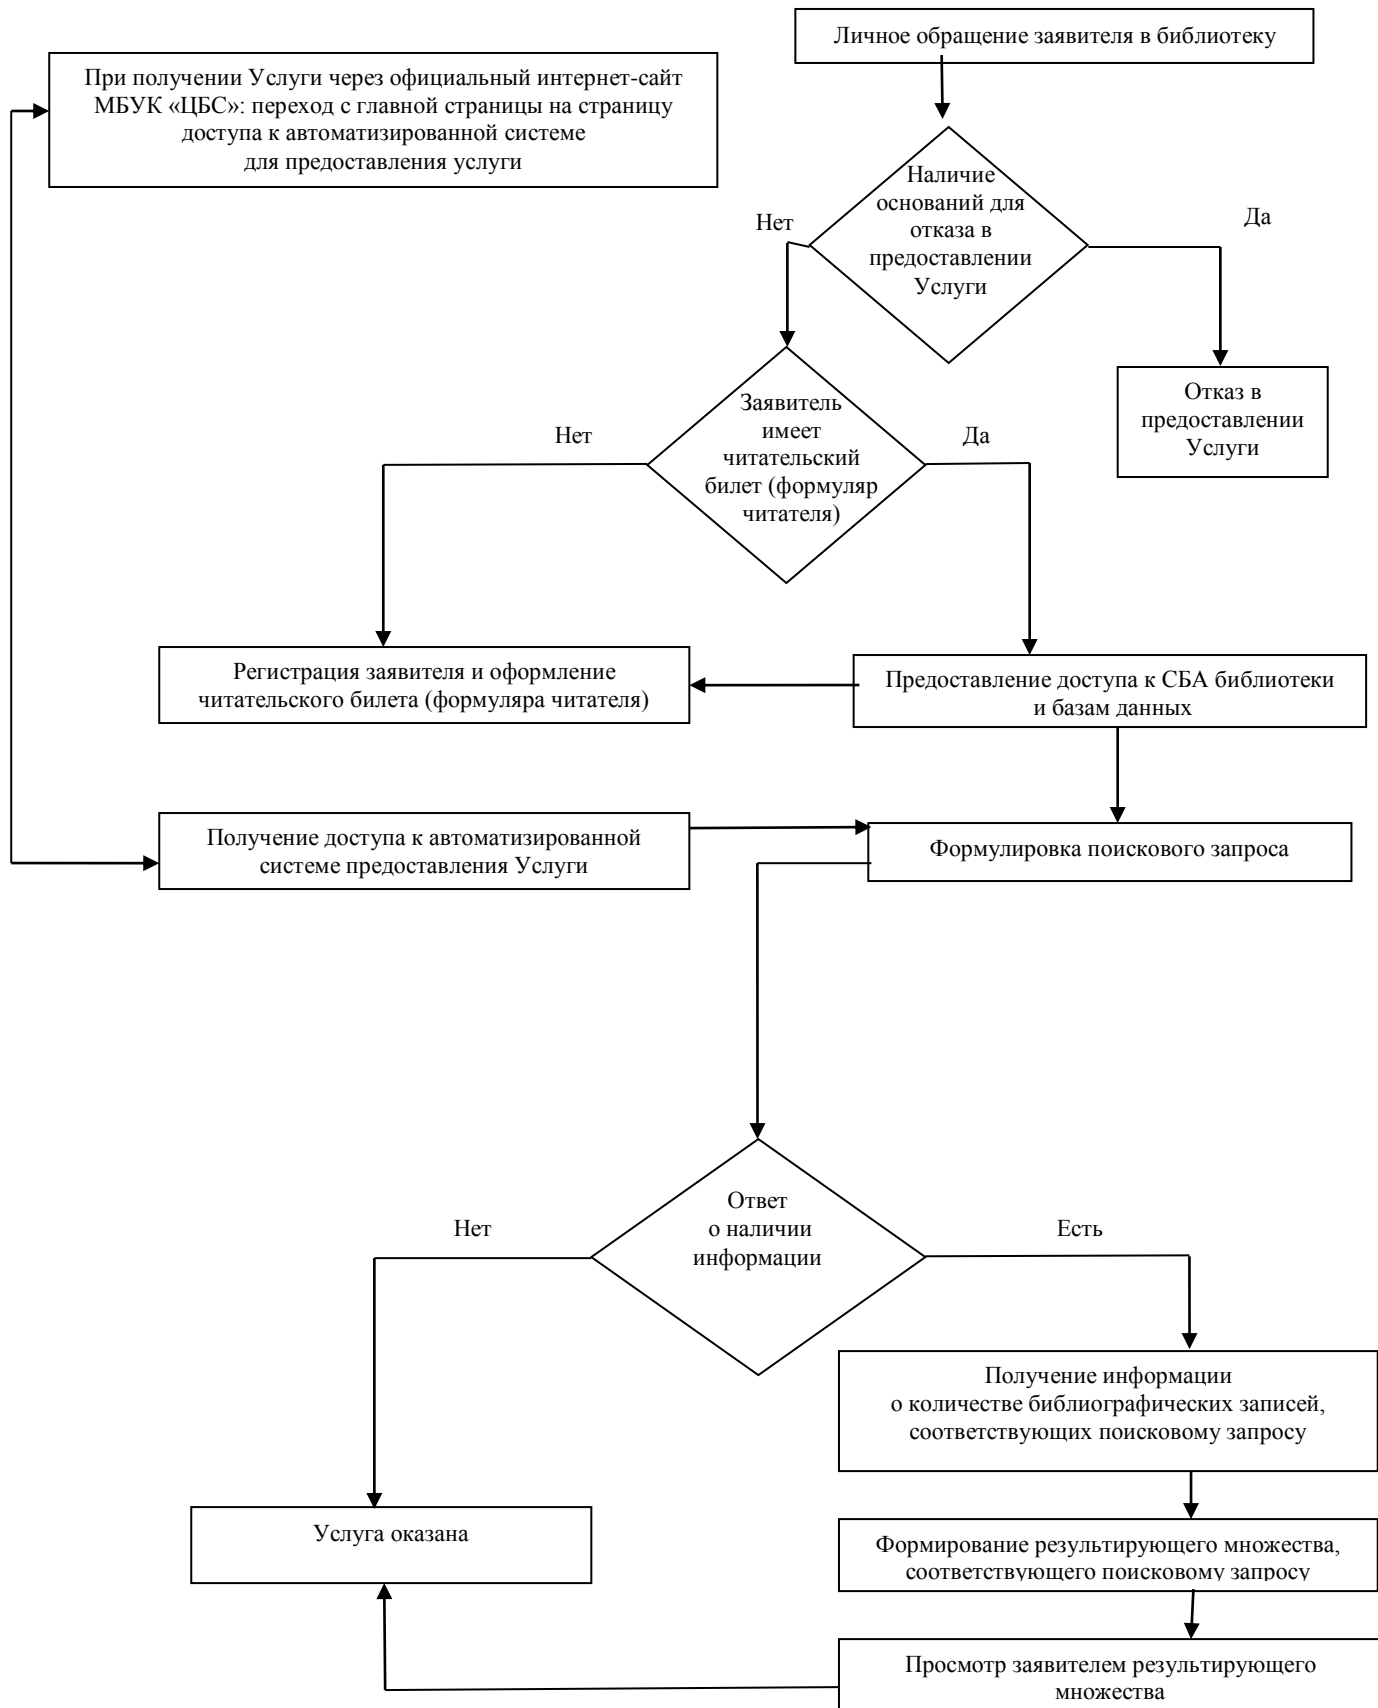 Личное обращение заявителя в библиотеку
При получении Услуги через официальный интернет-сайт
МБУК «ЦБС»: переход с главной страницы на страницу
доступа к автоматизированной системе
для предоставления услуги
Наличие
оснований для
отказа в
предоставлении
Услуги
Нет
Да
Отказ в
предоставлении
Услуги
Заявитель
имеет
читательский
билет (формуляр
читателя)
Нет
Да
Регистрация заявителя и оформление
читательского билета (формуляра читателя)
Предоставление доступа к СБА библиотеки
и базам данных
Получение доступа к автоматизированной
системе предоставления Услуги
Формулировка поискового запроса
Ответ
о наличии
информации
Нет
Есть
Получение информации
о количестве библиографических записей,
соответствующих поисковому запросу
Услуга оказана
Формирование результирующего множества,
соответствующего поисковому запросу
Просмотр заявителем результирующего
множества